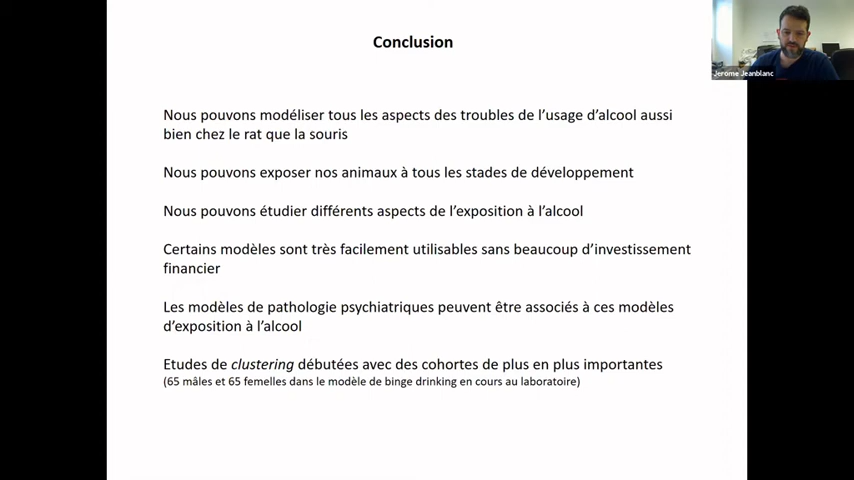 Conclusion
Jerome Jeanblanc
Nous pouvons modéliser tous les aspects des troubles de l'usage d'alcool aussi
bien chez le rat que la souris
Nous pouvons exposer nos animaux à tous les stades de développement
Nous pouvons étudier différents aspects de l'exposition à l'alcool
Certains modèles sont très facilement utilisables sans beaucoup d'investissement
financier
Les modèles de pathologie psychiatriques peuvent être associés à ces modèles
d'exposition à l'alcool
Etudes de clustering débutées avec des cohortes de plus en plus importantes
(65 mâles et 65 femelles dans le modèle de binge drinking en cours au laboratoire)